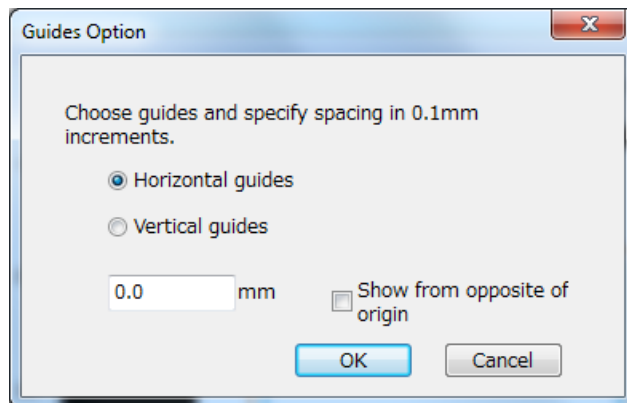 Guides Option
Choose guides and specify spacing in 0.1mm
increments.
Horizontal guides
Vertical guides
0.0 mm
Show from opposite of
origin
OK Cancel